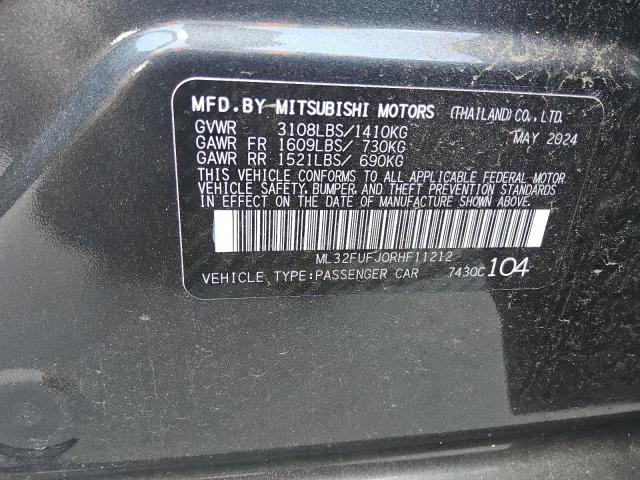 MFD. BY MITSUBISHI MOTORS (THAILAND) CO., LTD.
GVWR 3108LBS/1410KG MAY 2024
GAWR FR 1609LBS/ 730KG
GAWR RR 1521LBS/ 690KG
THIS VEHICLE CONFORMS TO ALL APPLICABLE FEDERAL MOTOR
VEHICLE SAFETY, BUMPER, AND THEFT PREVENTION STANDARDS
IN EFFECT ON THE DATE OF MANUFACTURE SHOWN ABOVE.
ML32FUFJ0RHF11212
VEHICLE TYPE:PASSENGER CAR 7430C 104